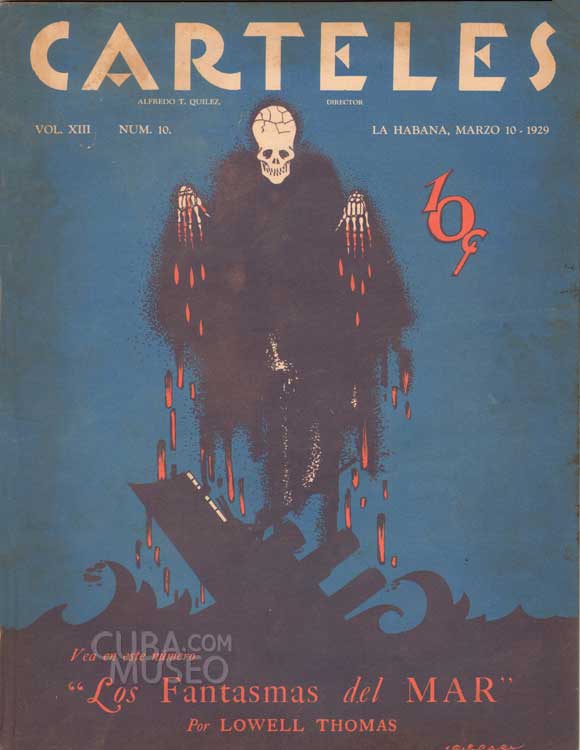 CARTELES
ALFREDO T. QUILEZ, DIRECTOR
VOL. XIII NUM. 10. LA HABANA, MARZO 10 - 1929
10¢
Vea en este numero
CUBA.COM
MUSEO
"Los Fantasmas del MAR"
Por LOWELL THOMAS